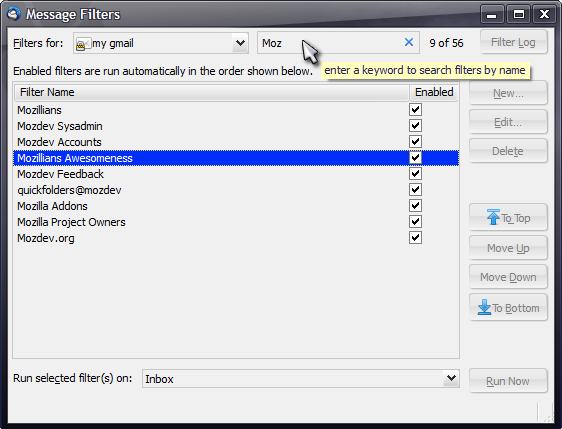 Message Filters
Filters for: my gmail Moz 9 of 56 Filter Log
Enabled filters are run automatically in the order shown below.
enter a keyword to search filters by name
Filter Name Enabled
New...
Mozillians
Mozdev Sysadmin
Edit...
Mozdev Accounts
Delete
Mozillians Awesomeness
Mozdev Feedback
quickfolders@mozdev
Mozilla Addons
To Top
Mozilla Project Owners
Mozdev.org
Move Up
Move Down
To Bottom
Run selected filter(s) on: Inbox Run Now